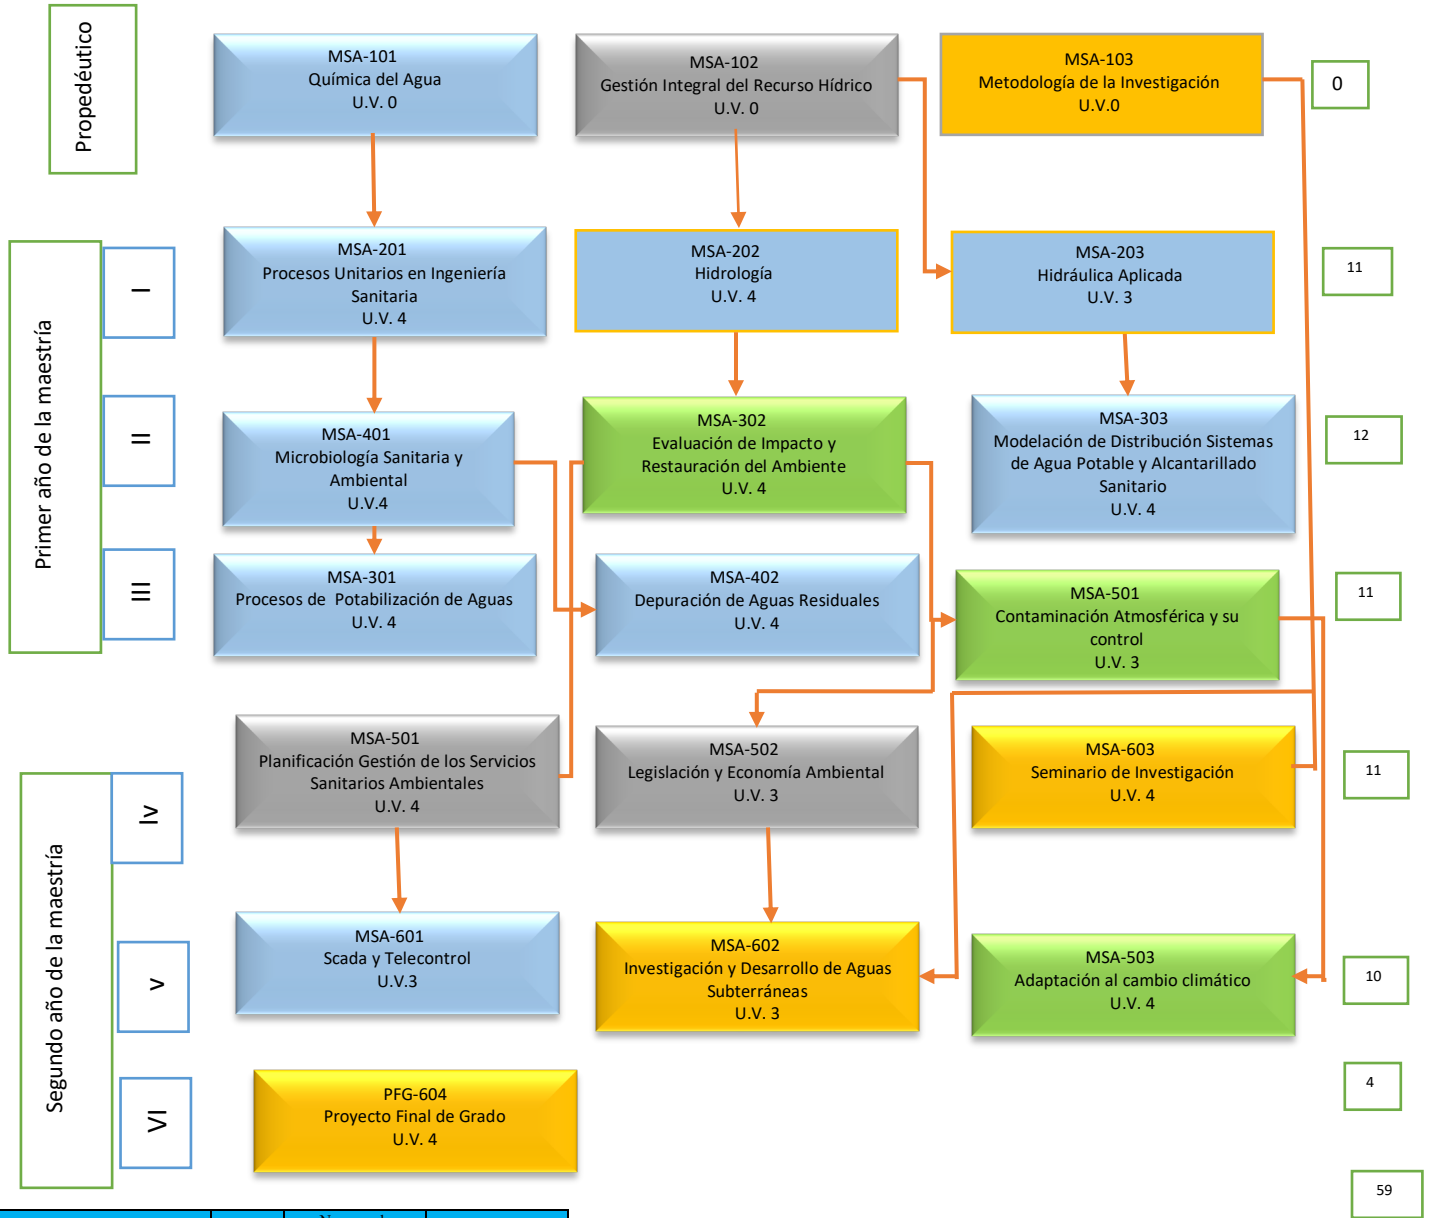 Propedéutico
MSA-101
Química del Agua
U.V. 0
MSA-102
Gestión Integral del Recurso Hídrico
U.V. 0
MSA-103
Metodología de la Investigación
U.V.0
0
Primer año de la maestría
I
MSA-201
Procesos Unitarios en Ingeniería
Sanitaria
U.V. 4
MSA-202
Hidrología
U.V. 4
MSA-203
Hidráulica Aplicada
U.V. 3
11
II
MSA-401
Microbiología Sanitaria y
Ambiental
U.V.4
MSA-302
Evaluación de Impacto y
Restauración del Ambiente
U.V. 4
MSA-303
Modelación de Distribución Sistemas
de Agua Potable y Alcantarillado
Sanitario
U.V. 4
12
III
MSA-301
Procesos de Potabilización de Aguas
U.V. 4
MSA-402
Depuración de Aguas Residuales
U.V. 4
MSA-501
Contaminación Atmosférica y su
control
U.V. 3
11
Segundo año de la maestría
Iv
MSA-501
Planificación Gestión de los Servicios
Sanitarios Ambientales
U.V. 4
MSA-502
Legislación y Economía Ambiental
U.V. 3
MSA-603
Seminario de Investigación
U.V. 4
11
v
MSA-601
Scada y Telecontrol
U.V.3
MSA-602
Investigación y Desarrollo de Aguas
Subterráneas
U.V. 3
MSA-503
Adaptación al cambio climático
U.V. 4
10
VI
PFG-604
Proyecto Final de Grado
U.V. 4
4
59